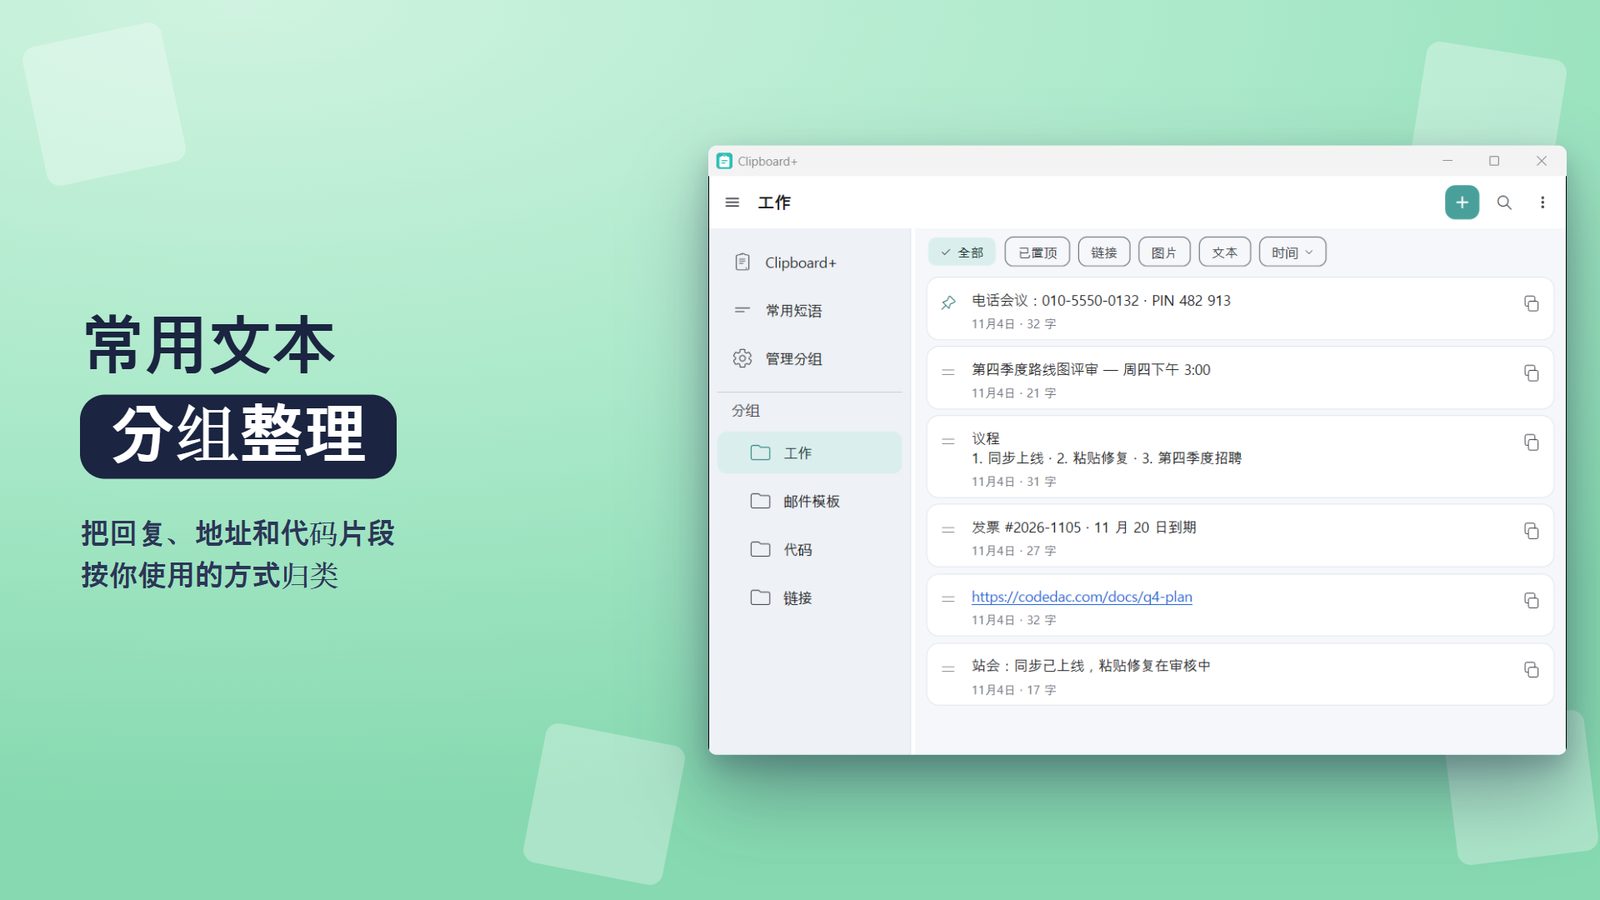 常用文本
分组整理
把回复、地址和代码片段
按你使用的方式归类
Clipboard+
工作
Clipboard+
常用短语
管理分组
分组
工作
邮件模板
代码
链接
全部
已置顶
链接
图片
文本
时间
电话会议：010-5550-0132 · PIN 482 913
11月4日 · 32 字
第四季度路线图评审 — 周四下午 3:00
11月4日 · 21 字
议程
1. 同步上线 · 2. 粘贴修复 · 3. 第四季度招聘
11月4日 · 31 字
发票 #2026-1105 · 11 月 20 日到期
11月4日 · 27 字
https://codedac.com/docs/q4-plan
11月4日 · 32 字
站会：同步已上线，粘贴修复在审核中
11月4日 · 17 字